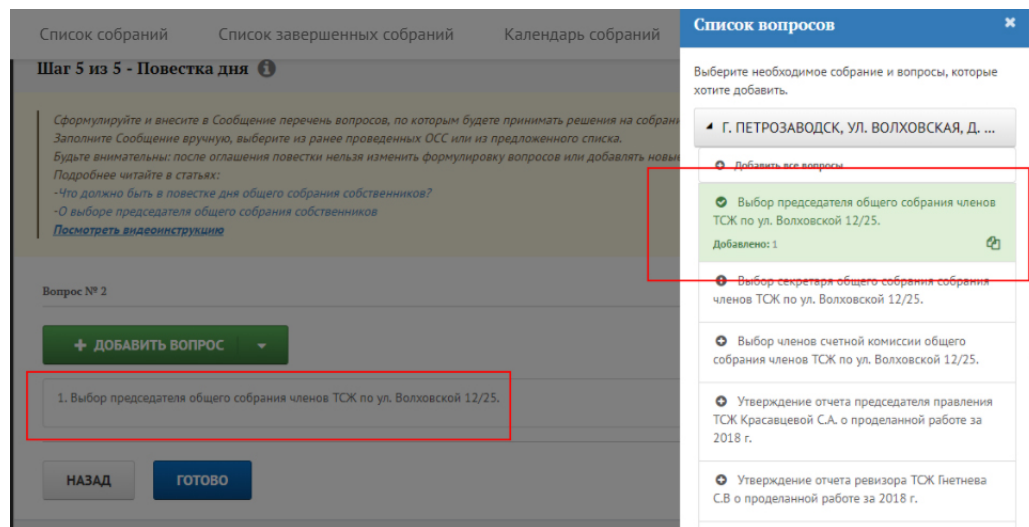 Список собраний Список завершенных собраний Календарь собраний
Шаг 5 из 5 - Повестка дня
Сформулируйте и внесите в Сообщение перечень вопросов, по которым будете принимать решения на собрани
Заполните Сообщение вручную, выберите из ранее проведенных ОСС или из предложенного списка.
Будьте внимательны: после оглашения повестки нельзя изменить формулировку вопросов или добавлять новые
Подробнее читайте в статьях:
-Что должно быть в повестке дня общего собрания собственников?
-О выборе председателя общего собрания собственников
Посмотреть видеоинструкцию
Вопрос № 2
+ ДОБАВИТЬ ВОПРОС
1. Выбор председателя общего собрания членов ТСЖ по ул. Волховской 12/25.
НАЗАД ГОТОВО
Список вопросов ×
Выберите необходимое собрание и вопросы, которые
хотите добавить.
Г. ПЕТРОЗАВОДСК, УЛ. ВОЛХОВСКАЯ, Д. ...
Добавить все вопросы
Выбор председателя общего собрания членов
ТСЖ по ул. Волховской 12/25.
Добавлено: 1
Выбор секретаря общего собрания собрания
членов ТСЖ по ул. Волховской 12/25.
Выбор членов счетной комиссии общего
собрания членов ТСЖ по ул. Волховской 12/25.
Утверждение отчета председателя правления
ТСЖ Красавцевой С.А. о проделанной работе за
2018 г.
Утверждение отчета ревизора ТСЖ Гнетнева
С.В о проделанной работе за 2018 г.